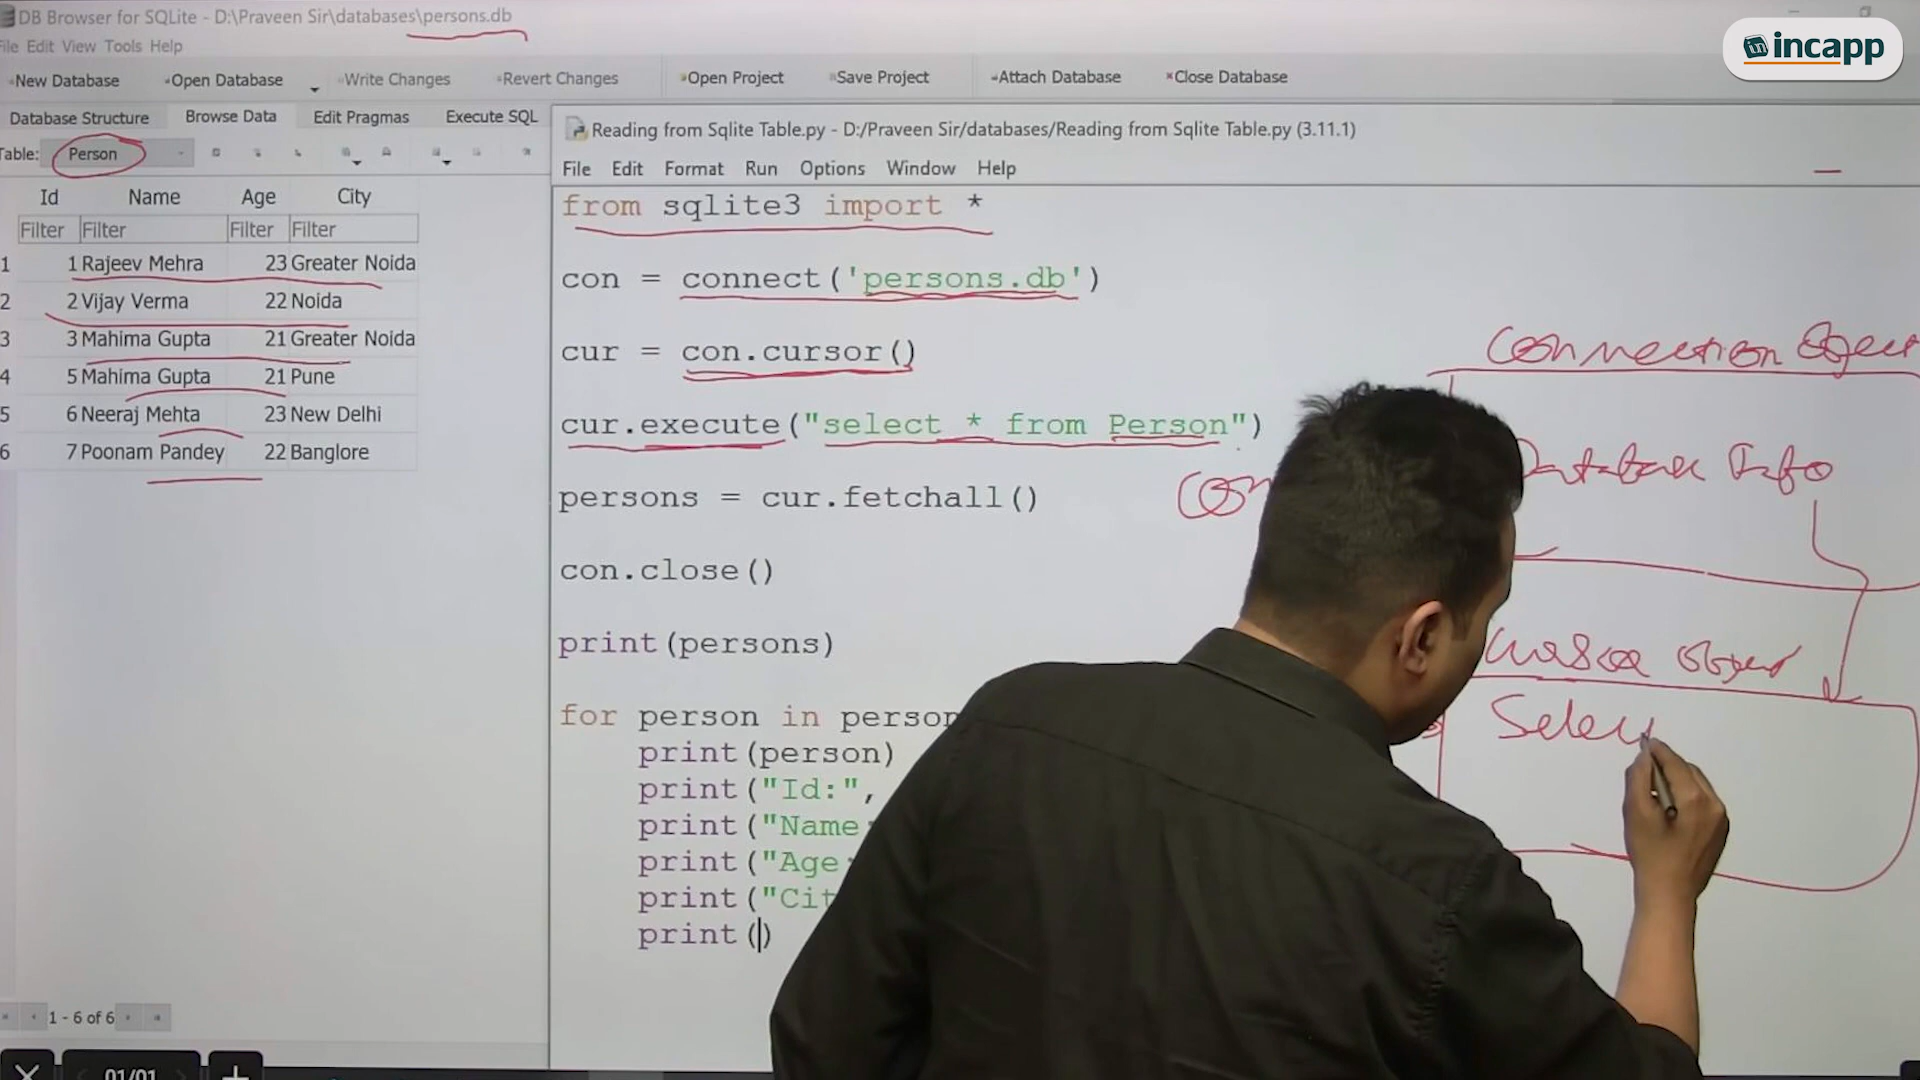 DB Browser for SQLite - D:\Praveen Sir\databases\persons.db
File Edit View Tools Help
New Database Open Database Write Changes Revert Changes Open Project Save Project Attach Database Close Database
incapp
Database Structure Browse Data Edit Pragmas Execute SQL
Table: Person
Id Name Age City
Filter Filter Filter Filter
1 1 Rajeev Mehra 23 Greater Noida
2 2 Vijay Verma 22 Noida
3 3 Mahima Gupta 21 Greater Noida
4 5 Mahima Gupta 21 Pune
5 6 Neeraj Mehta 23 New Delhi
6 7 Poonam Pandey 22 Banglore
1 - 6 of 6
01/01
Reading from Sqlite Table.py - D:/Praveen Sir/databases/Reading from Sqlite Table.py (3.11.1)
File Edit Format Run Options Window Help
from sqlite3 import *
con = connect('persons.db')
cur = con.cursor()
cur.execute("select * from Person")
persons = cur.fetchall()
con.close()
print(persons)
for person in person
print(person)
print("Id:",
print("Name
print("Age
print("Cit
print()
Connection Object
Database Info
Con
Object
Selec